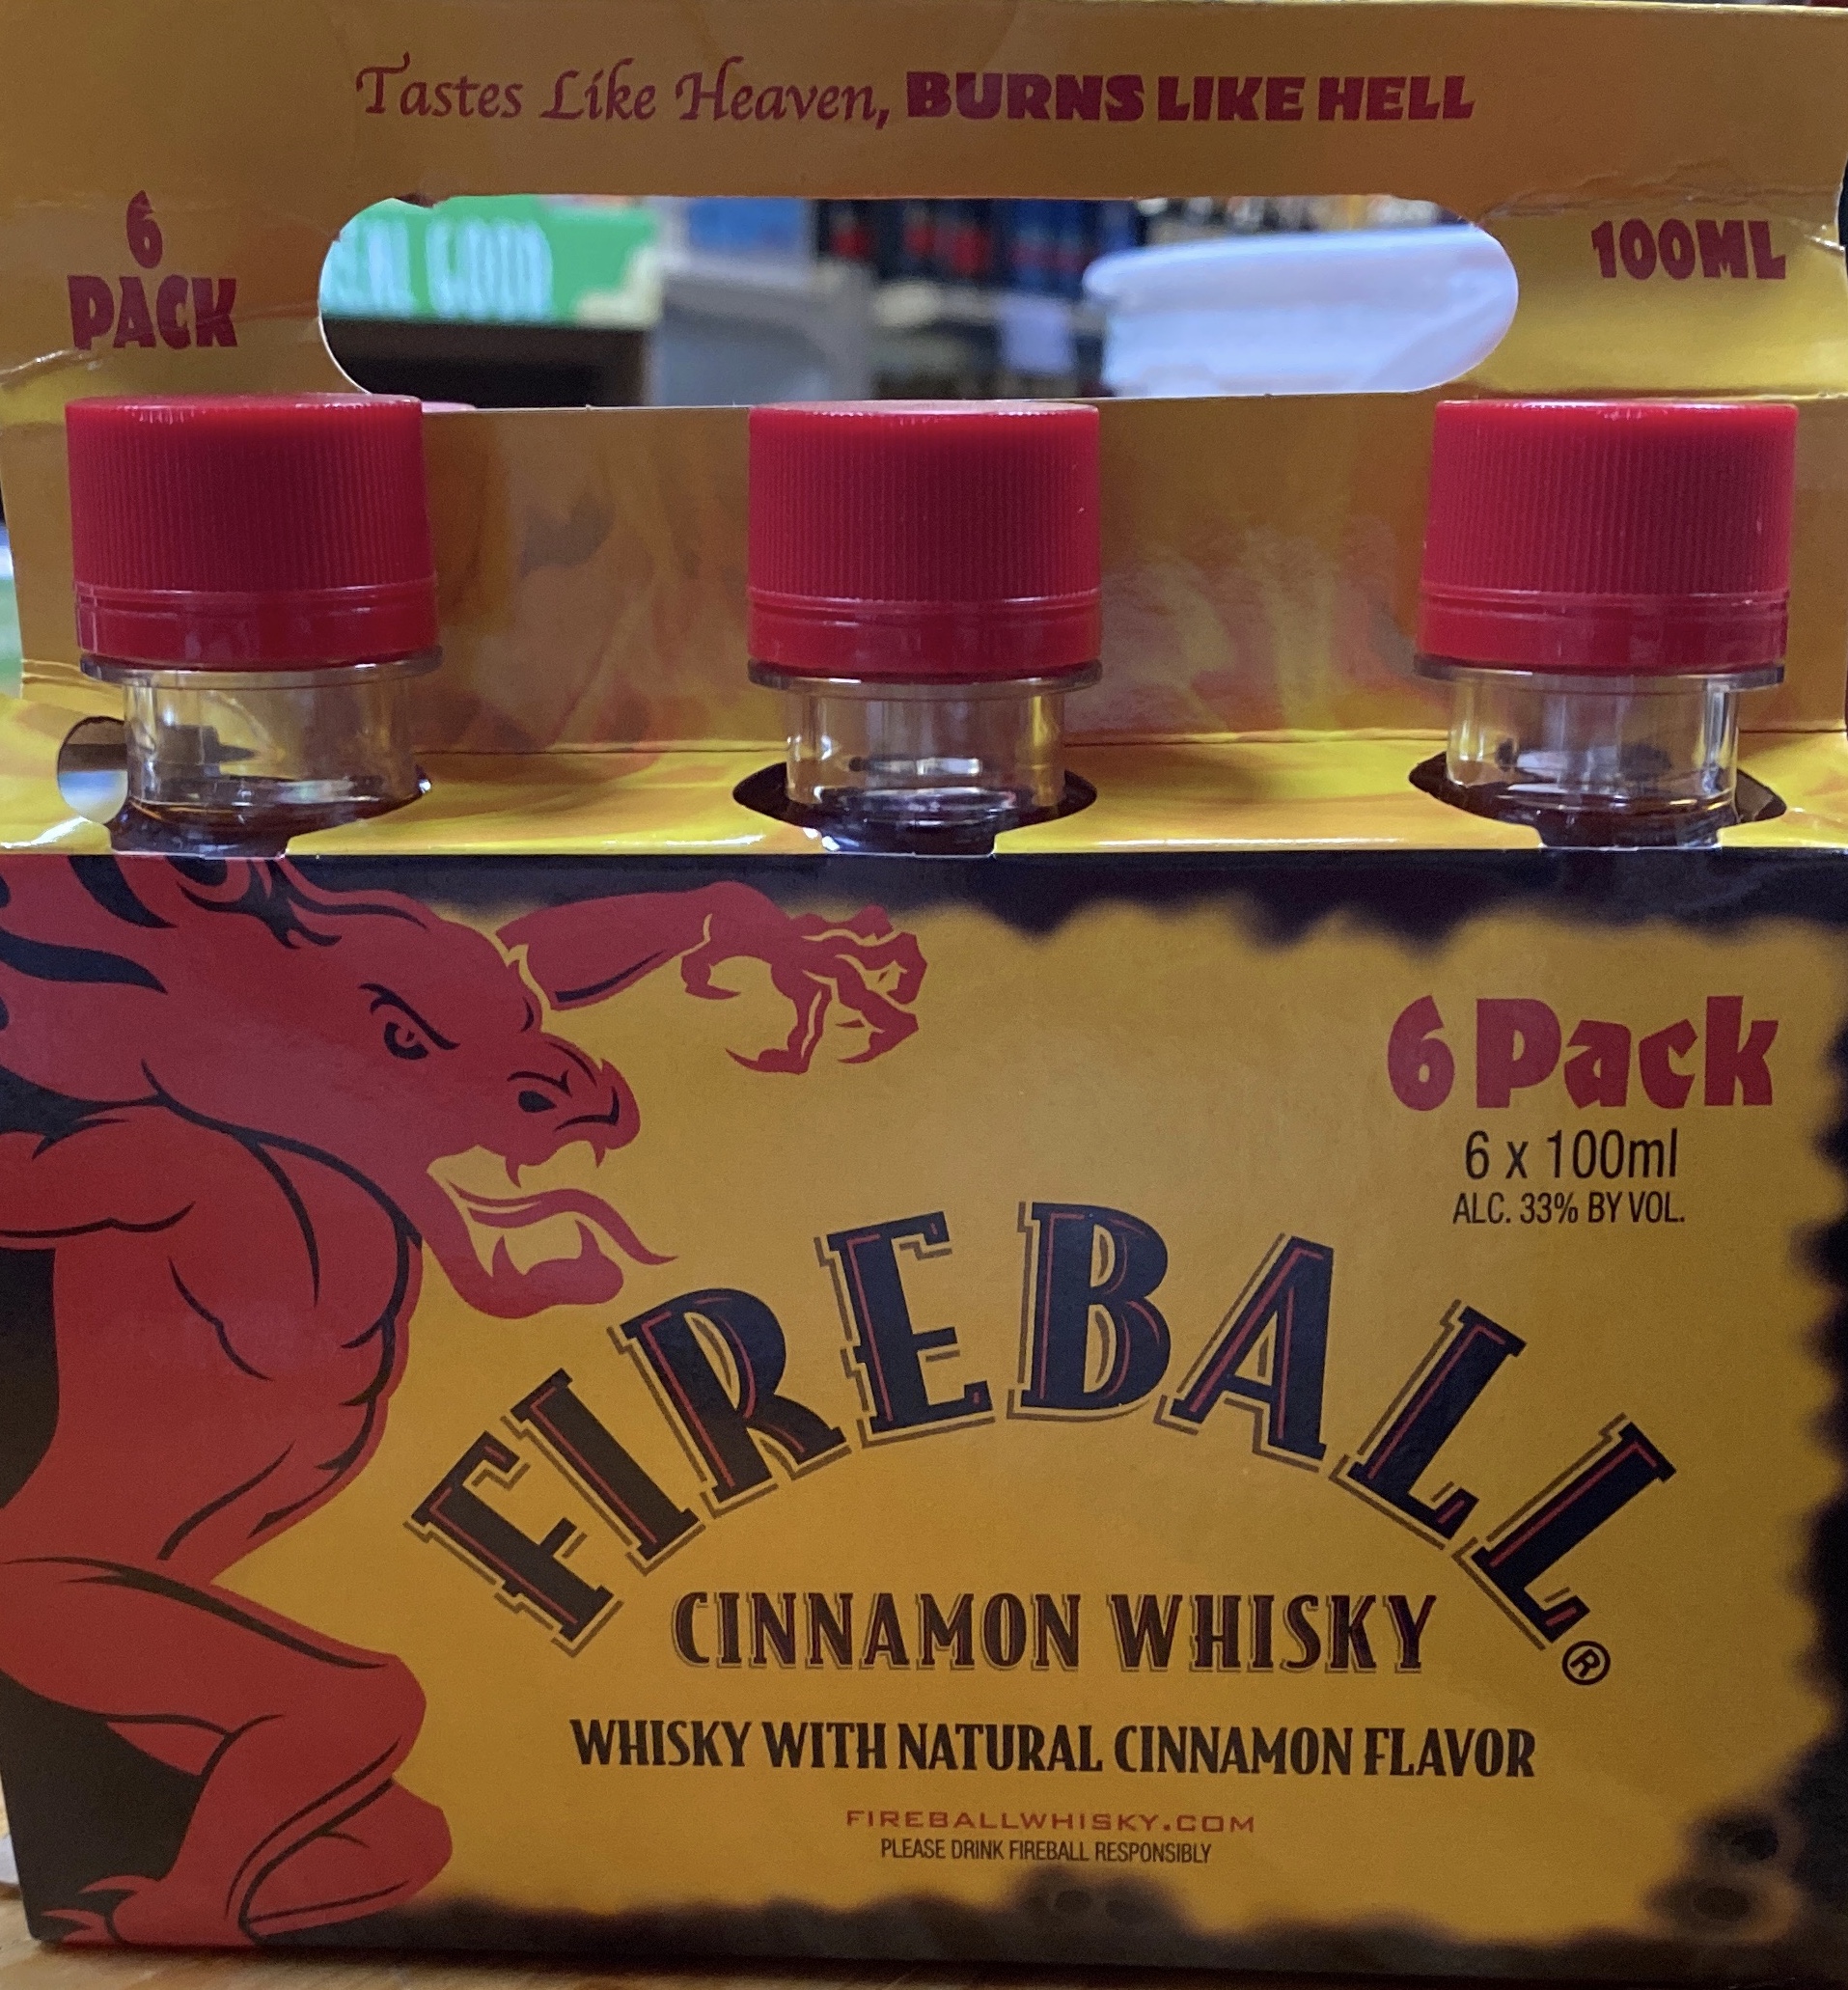 Tastes Like Heaven, BURNS LIKE HELL
6
PACK
100ML
6 Pack
6 x 100ml
ALC. 33% BY VOL.
FIREBALL®
CINNAMON WHISKY
WHISKY WITH NATURAL CINNAMON FLAVOR
FIREBALLWHISKY.COM
PLEASE DRINK FIREBALL RESPONSIBLY